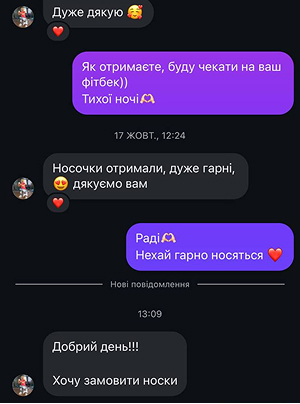 Дуже дякую 🥰
Як отримаєте, буду чекати на ваш
фітбек))
Тихої ночі🫶
17 ЖОВТ., 12:24
Носочки отримали, дуже гарні,
😍 дякуємо вам
Раді🫶
Нехай гарно носяться ❤️
Нові повідомлення
13:09
Добрий день!!!
Хочу замовити носки